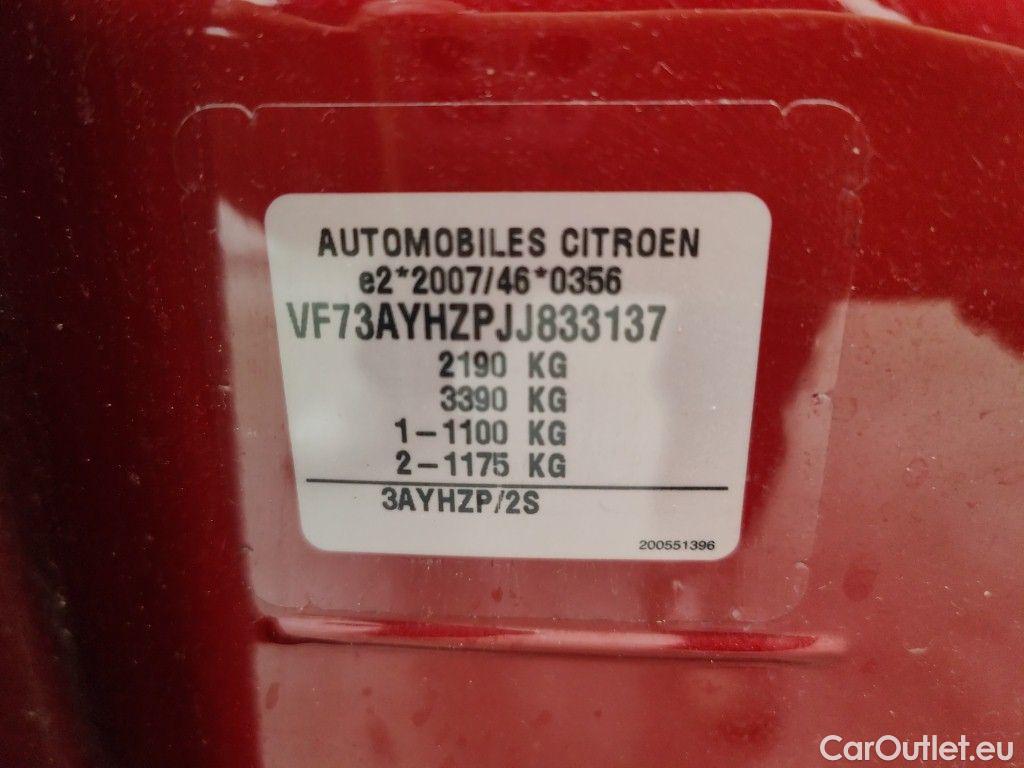 AUTOMOBILES CITROEN
e2*2007/46*0356
VF73AYHZPJJ833137
2190 KG
3390 KG
1-1100 KG
2-1175 KG
3AYHZP/2S
200551396
CarOutlet.eu